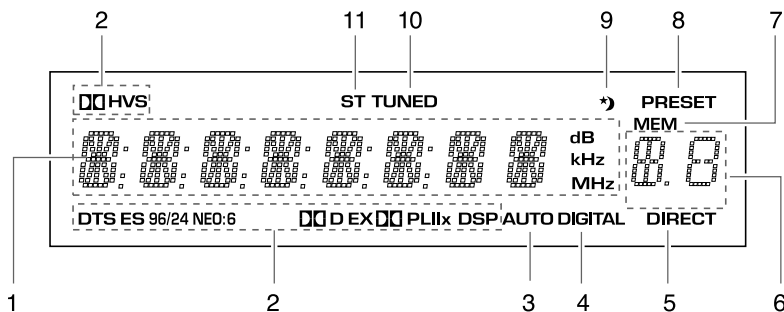 2 11 10 9 8 7
HVS ST TUNED PRESET
MEM
dB
kHz
MHz
DTS ES 96/24 NEO:6 D EX PLIIx DSP AUTO DIGITAL DIRECT
1 2 3 4 5 6